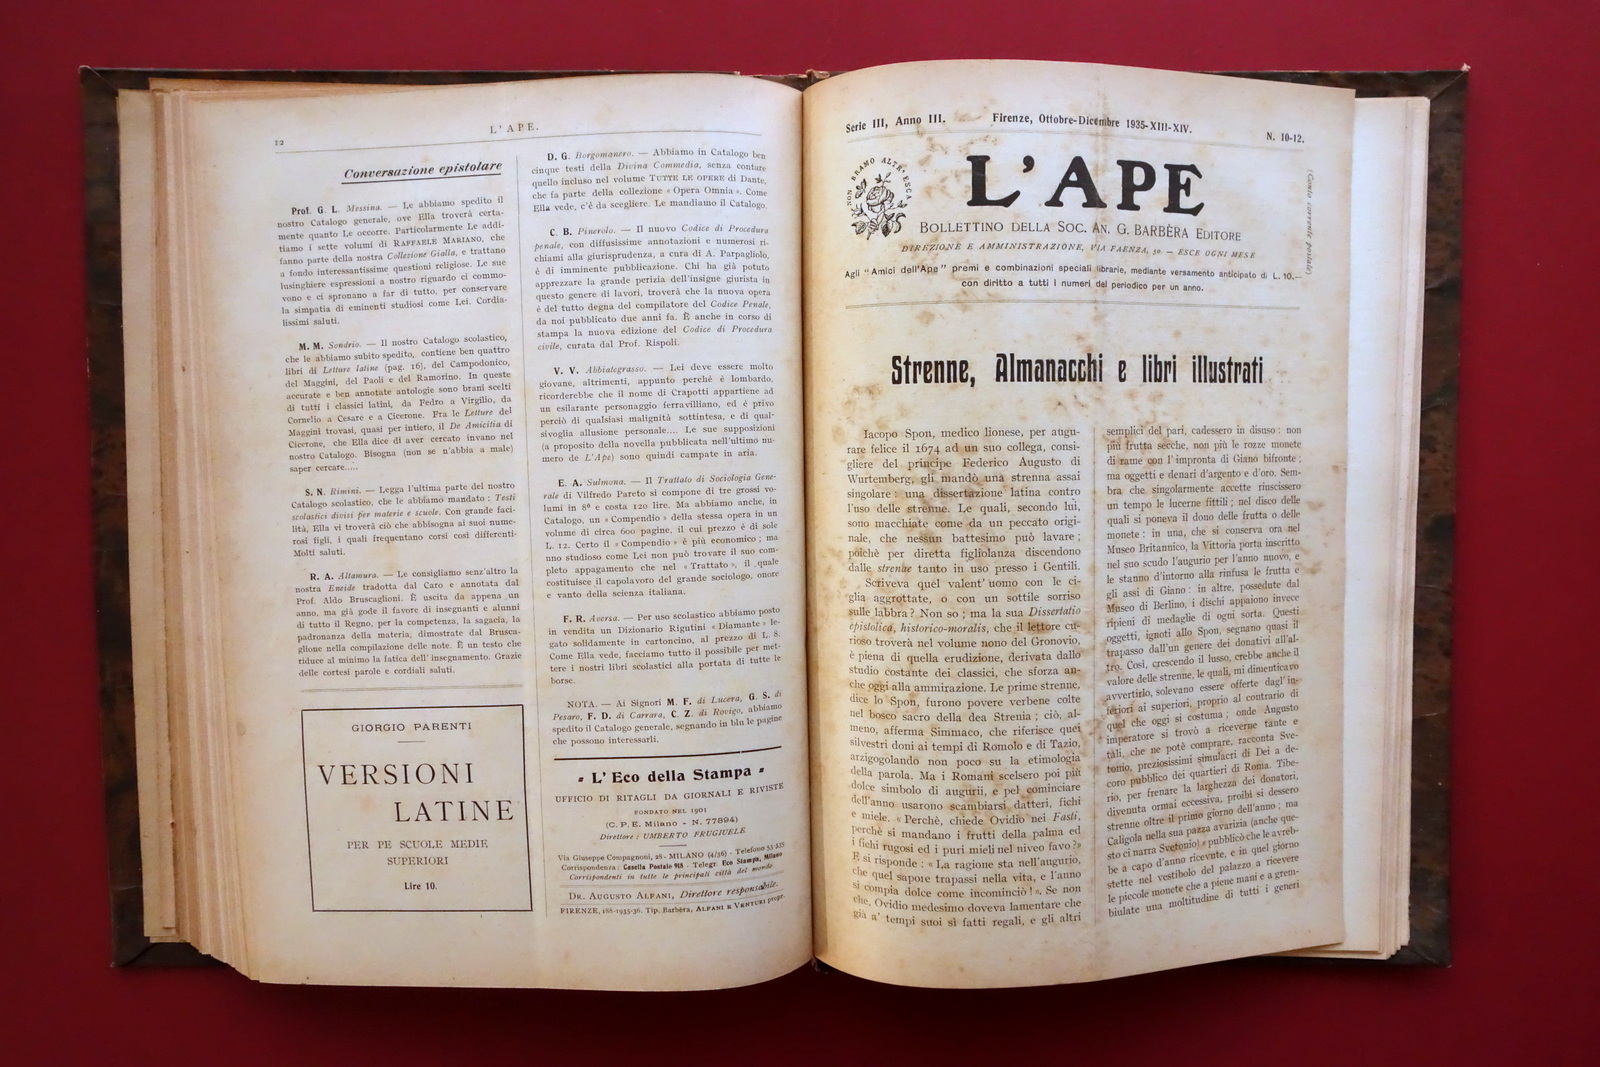 12
L'APE.
Conversazione epistolare
Prof. G. L. Messina. — Le abbiamo spedito il
nostro Catalogo generale, ove Ella troverà certa-
mente quanto Le occorre. Particolarmente Le addi-
tiamo i sette volumi di RAFFAELE MARIANO, che
fanno parte della nostra Collezione Gialla, e trattano
a fondo interessantissime questioni religiose. Le sue
lusinghiere espressioni a nostro riguardo ci commo-
vono e ci spronano a far di tutto, per conservare
la simpatia di eminenti studiosi come Lei. Cordia-
lissimi saluti.
M. M. Sondrio. — Il nostro Catalogo scolastico,
che le abbiamo subito spedito, contiene ben quattro
libri di Letture latine (pag. 16), del Campodonico,
del Maggini, del Paoli e del Ramorino. In queste
accurate e ben annotate antologie sono brani scelti
di tutti i classici latini, da Fedro a Virgilio, da
Cornelio a Cesare e a Cicerone. Fra le Letture del
Maggini trovasi, quasi per intiero, il De Amicitia di
Cicerone, che Ella dice di aver cercato invano nel
nostro Catalogo. Bisogna (non se n'abbia a male)
saper cercare.....
S. N. Rimini. — Legga l'ultima parte del nostro
Catalogo scolastico, che le abbiamo mandato : Testi
scolastici divisi per materie e scuole. Con grande faci-
lità, Ella vi troverà ciò che abbisogna ai suoi nume-
rosi figli, i quali frequentano corsi così differenti-
Molti saluti.
R. A. Altamura. — Le consigliamo senz'altro la
nostra Eneide tradotta dal Caro e annotata dal
Prof. Aldo Bruscaglioni. È uscita da appena un
anno, ma già gode il favore di insegnanti e alunni
di tutto il Regno, per la competenza, la sagacia, la
padronanza della materia, dimostrate dal Brusca-
glione nella compilazione delle note. È un testo che
riduce al minimo la fatica dell' insegnamento. Grazie
delle cortesi parole e cordiali saluti.
GIORGIO PARENTI
VERSIONI
LATINE
PER PE SCUOLE MEDIE
SUPERIORI
Lire 10.
D. G. Borgomanero. — Abbiamo in Catalogo ben
cinque testi della Divina Commedia, senza contare
quello incluso nel volume TUTTE LE OPERE di Dante,
che fa parte della collezione « Opera Omnia ». Come
Ella vede, c'è da scegliere. Le mandiamo il Catalogo.
C. B. Pinerolo. — Il nuovo Codice di Procedura
penale, con diffusissime annotazioni e numerosi ri-
chiami alla giurisprudenza, a cura di A. Parpagliolo,
è di imminente pubblicazione. Chi ha già potuto
apprezzare la grande perizia dell'insigne giurista in
questo genere di lavori, troverà che la nuova opera
è del tutto degna del compilatore del Codice Penale,
da noi pubblicato due anni fa. È anche in corso di
stampa la nuova edizione del Codice di Procedura
civile, curata dal Prof. Rispoli.
V. V. Abbiategrasso. — Lei deve essere molto
giovane, altrimenti, appunto perchè è lombardo,
ricorderebbe che il nome di Crapotti appartiene ad
un esilarante personaggio ferravilliano, ed è privo
perciò di qualsiasi malignità sottintesa, e di qual-
sivoglia allusione personale.... Le sue supposizioni
(a proposito della novella pubblicata nell'ultimo nu-
mero de L'Ape) sono quindi campate in aria.
E. A. Sulmona. — Il Trattato di Sociologia Gene-
rale di Vilfredo Pareto si compone di tre grossi vo-
lumi in 8º e costa 120 lire. Ma abbiamo anche, in
Catalogo, un « Compendio » della stessa opera in un
volume di circa 600 pagine, il cui prezzo è di sole
L. 12. Certo il « Compendio » è più economico ; ma
uno studioso come Lei non può trovare il suo com-
pleto appagamento che nel « Trattato », il quale
costituisce il capolavoro del grande sociologo, onore
e vanto della scienza italiana.
F. R. Aversa. — Per uso scolastico abbiamo posto
in vendita un Dizionario Rigutini « Diamante » le-
gato solidamente in cartoncino, al prezzo di L. 8.
Come Ella vede, facciamo tutto il possibile per met-
tere i nostri libri scolastici alla portata di tutte le
borse.
NOTA. — Ai Signori M. F. di Lucera, G. S. di
Pesaro, F. D. di Carrara, C. Z. di Rovigo, abbiamo
spedito il Catalogo generale, segnando in blu le pagine
che possono interessarli.
" L' Eco della Stampa "
UFFICIO DI RITAGLI DA GIORNALI E RIVISTE
FONDATO NEL 1901
(C. P. E. Milano - N. 77894)
Direttore : UMBERTO FRUGIUELE
Via Giuseppe Compagnoni, 28 - MILANO (4/36) - Telefono 53
Corrispondenza : Casella Postale 918 - Telegr. Eco Stampa, Milano
Corrispondenti in tutte le principali città del mondo
DR. AUGUSTO ALFANI, Direttore responsabile.
FIRENZE, 188-1935-36. Tip. Barbèra, ALFANI E VENTURI propr.
Serie III, Anno III. Firenze, Ottobre-Dicembre 1935-XIII-XIV. N. 10-12.
NON BRAMO ALTR' ESCA
L'APE
BOLLETTINO DELLA SOC. AN. G. BARBÈRA EDITORE
DIREZIONE E AMMINISTRAZIONE, VIA FAENZA, 50 — ESCE OGNI MESE
(Conto corrente postale)
Agli "Amici dell'Ape" premi e combinazioni speciali librarie, mediante versamento anticipato di L. 10.—
con diritto a tutti i numeri del periodico per un anno.
Strenne, Almanacchi e libri illustrati
Iacopo Spon, medico lionese, per augu-
rare felice il 1674 ad un suo collega, consi-
gliere del principe Federico Augusto di
Wurtemberg, gli mandò una strenna assai
singolare : una dissertazione latina contro
l'uso delle strenne. Le quali, secondo lui,
sono macchiate come da un peccato origi-
nale, che nessun battesimo può lavare ;
poichè per diretta figliolanza discendono
dalle strenae tanto in uso presso i Gentili.
Scriveva quel valent' uomo con le ci-
glia aggrottate, o con un sottile sorriso
sulle labbra ? Non so ; ma la sua Dissertatio
epistolica, historico-moralis, che il lettore cu-
rioso troverà nel volume nono del Gronovio,
è piena di quella erudizione, derivata dallo
studio costante dei classici, che sforza an-
che oggi alla ammirazione. Le prime strenne,
dice lo Spon, furono povere verbene colte
nel bosco sacro della dea Strenia ; ciò, al-
meno, afferma Simmaco, che riferisce quei
silvestri doni ai tempi di Romolo e di Tazio,
arzigogolando non poco su la etimologia
della parola. Ma i Romani scelsero poi più
dolce simbolo di augurii, e pel cominciare
dell'anno usarono scambiarsi datteri, fichi
e miele. « Perchè, chiede Ovidio nei Fasti,
perchè si mandano i frutti della palma ed
i fichi rugosi ed i puri mieli nel niveo favo ?»
E si risponde : « La ragione sta nell'augurio,
che quel sapore trapassi nella vita, e l'anno
si compia dolce come incominciò ! ». Se non
che, Ovidio medesimo doveva lamentare che
già a' tempi suoi sì fatti regali, e gli altri
semplici del pari, cadessero in disuso : non
più frutta secche, non più le rozze monete
di rame con l' impronta di Giano bifronte ;
ma oggetti e denari d'argento e d'oro. Sem-
bra che singolarmente accette riuscissero
un tempo le lucerne fittili ; nel disco delle
quali si poneva il dono delle frutta o delle
monete : in una, che si conserva ora nel
Museo Britannico, la Vittoria porta inscritto
nel suo scudo l'augurio per l'anno nuovo, e
le stanno d'intorno alla rinfusa le frutta e
gli assi di Giano : in altre, possedute dal
Museo di Berlino, i dischi appaiono invece
ripieni di medaglie di ogni sorta. Questi
oggetti, ignoti allo Spon, segnano quasi il
trapasso dall'un genere dei donativi all'al-
tro. Così, crescendo il lusso, crebbe anche il
valore delle strenne, le quali, mi dimenticavo
avvertirlo, solevano essere offerte dagl' in-
feriori ai superiori, proprio al contrario di
quel che oggi si costuma ; onde Augusto
imperatore si trovò a riceverne tante e
tali, che ne potè comprare, racconta Sve-
tonio, preziosissimi simulacri di Dei a de-
coro pubblico dei quartieri di Roma. Tibe-
rio, per frenare la larghezza dei donatori,
divenuta ormai eccessiva, proibì si dessero
strenne oltre il primo giorno dell'anno ; ma
Caligola nella sua pazza avarizia (anche que-
sto ci narra Svetonio) « pubblicò che le avreb-
be a capo d'anno ricevute, e in quel giorno
stette nel vestibolo del palazzo a ricevere
le piccole monete che a piene mani e a grem-
biulate una moltitudine di tutti i generi